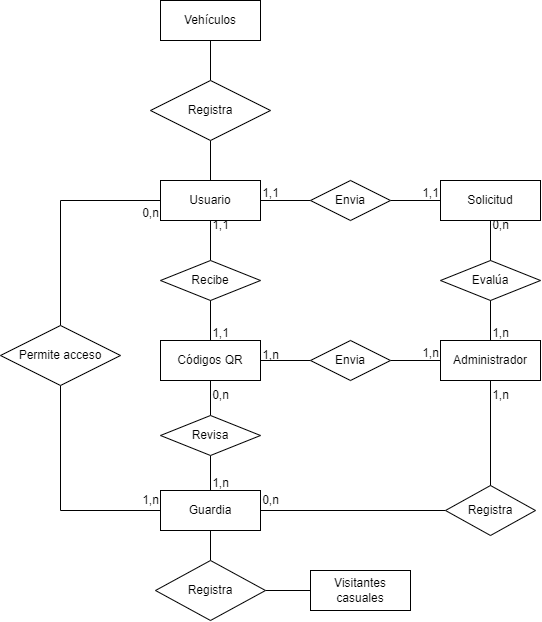 Vehículos
Registra
Usuario
1,1
Envia
1,1
Solicitud
0,n
1,1
0,n
Recibe
Evalúa
1,1
1,n
Permite acceso
Códigos QR
1,n
Envia
1,n
Administrador
0,n
1,n
Revisa
1,n
1,n
Guardia
0,n
Registra
Registra
Visitantes
casuales